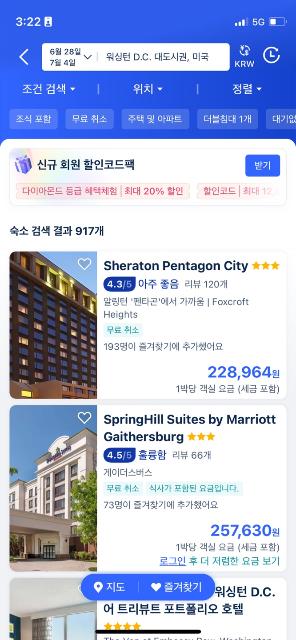 3:22
5G
6월 28일
7월 4일
워싱턴 D.C. 대도시권, 미국
KRW
조건 검색
위치
정렬
조식 포함
무료 취소
주택 및 아파트
더블침대 1개
신규 회원 할인코드팩
받기
다이아몬드 등급 혜택체험 | 최대 20% 할인
할인코드 | 최대
숙소 검색 결과 917개
Sheraton Pentagon City
4.3/5 아주 좋음 리뷰 120개
알링턴 '펜타곤'에서 가까움 | Foxcroft
Heights
무료 취소
193명이 즐겨찾기에 추가했어요
228,964원
1박당 객실 요금 (세금 포함)
SpringHill Suites by Marriott
Gaithersburg
4.5/5 훌륭함 리뷰 66개
게이더스버스
무료 취소
식사가 포함된 요금입니다.
73명이 즐겨찾기에 추가했어요
257,630원
1박당 객실 요금 (세금 포함)
로그인 후 더 저렴한 요금 보기
지도
즐겨찾기
워싱턴 D.C.
어 트리뷰트 포트폴리오 호텔